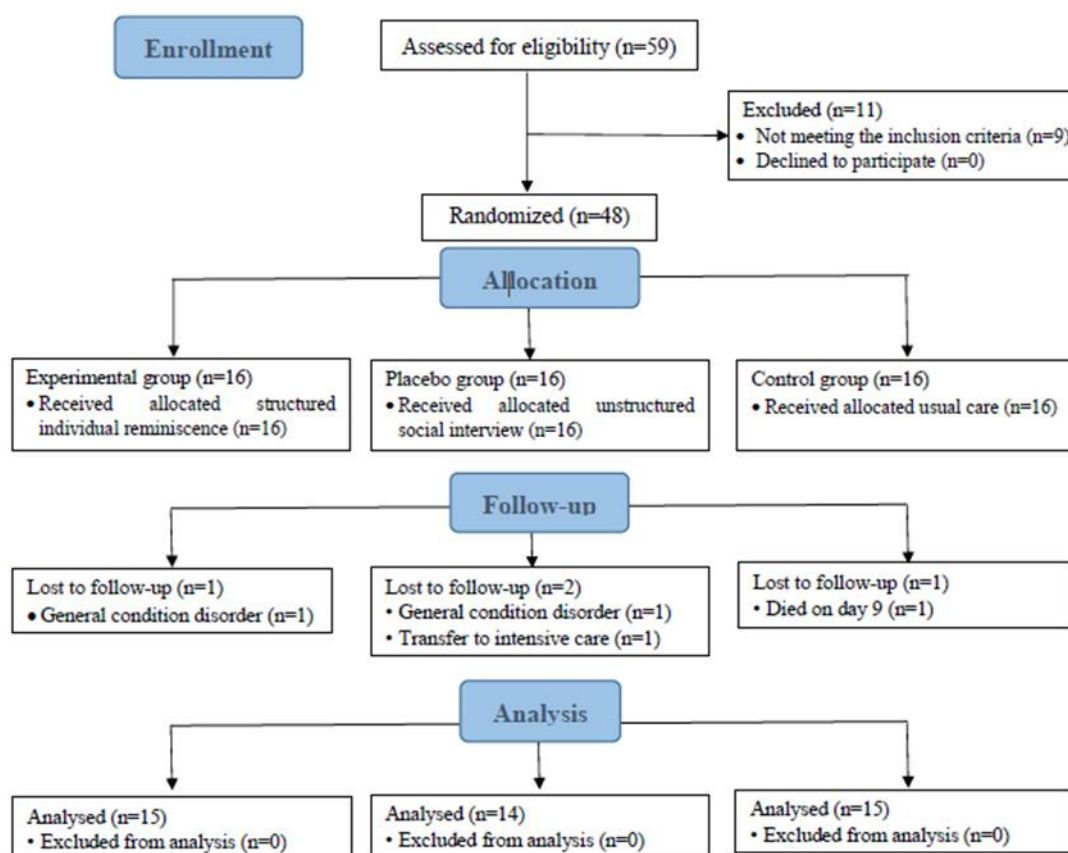 Enrollment
Assessed for eligibility (n=59)
Excluded (n=11)
• Not meeting the inclusion criteria (n=9)
• Declined to participate (n=0)
Randomized (n=48)
Allocation
Experimental group (n=16)
• Received allocated structured
individual reminiscence (n=16)
Placebo group (n=16)
• Received allocated unstructured
social interview (n=16)
Control group (n=16)
• Received allocated usual care (n=16)
Follow-up
Lost to follow-up (n=1)
• General condition disorder (n=1)
Lost to follow-up (n=2)
• General condition disorder (n=1)
• Transfer to intensive care (n=1)
Lost to follow-up (n=1)
• Died on day 9 (n=1)
Analysis
Analysed (n=15)
• Excluded from analysis (n=0)
Analysed (n=14)
• Excluded from analysis (n=0)
Analysed (n=15)
• Excluded from analysis (n=0)